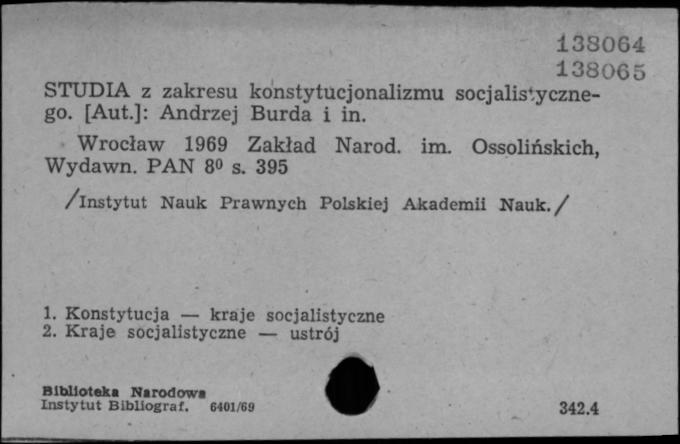 138064
138065
STUDIA z zakresu konstytucjonalizmu socjalistyczne-
go. [Aut.]: Andrzej Burda i in.
Wrocław 1969 Zakład Narod. im. Ossolińskich,
Wydawn. PAN 8⁰ s. 395
/Instytut Nauk Prawnych Polskiej Akademii Nauk./
1. Konstytucja — kraje socjalistyczne
2. Kraje socjalistyczne — ustrój
Biblioteka Narodowa
Instytut Bibliograf. 6401/69
342.4